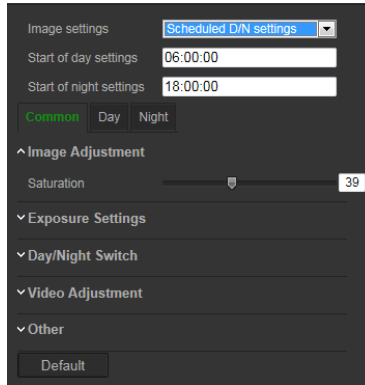 Image settings Scheduled D/N settings
Start of day settings 06:00:00
Start of night settings 18:00:00
Common Day Night
Image Adjustment
Saturation 39
Exposure Settings
Day/Night Switch
Video Adjustment
Other
Default